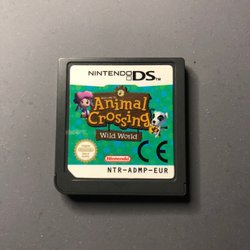 NINTENDO DS
Animal
Crossing
Wild World
Nintendo
CE
NTR-ADMP-EUR